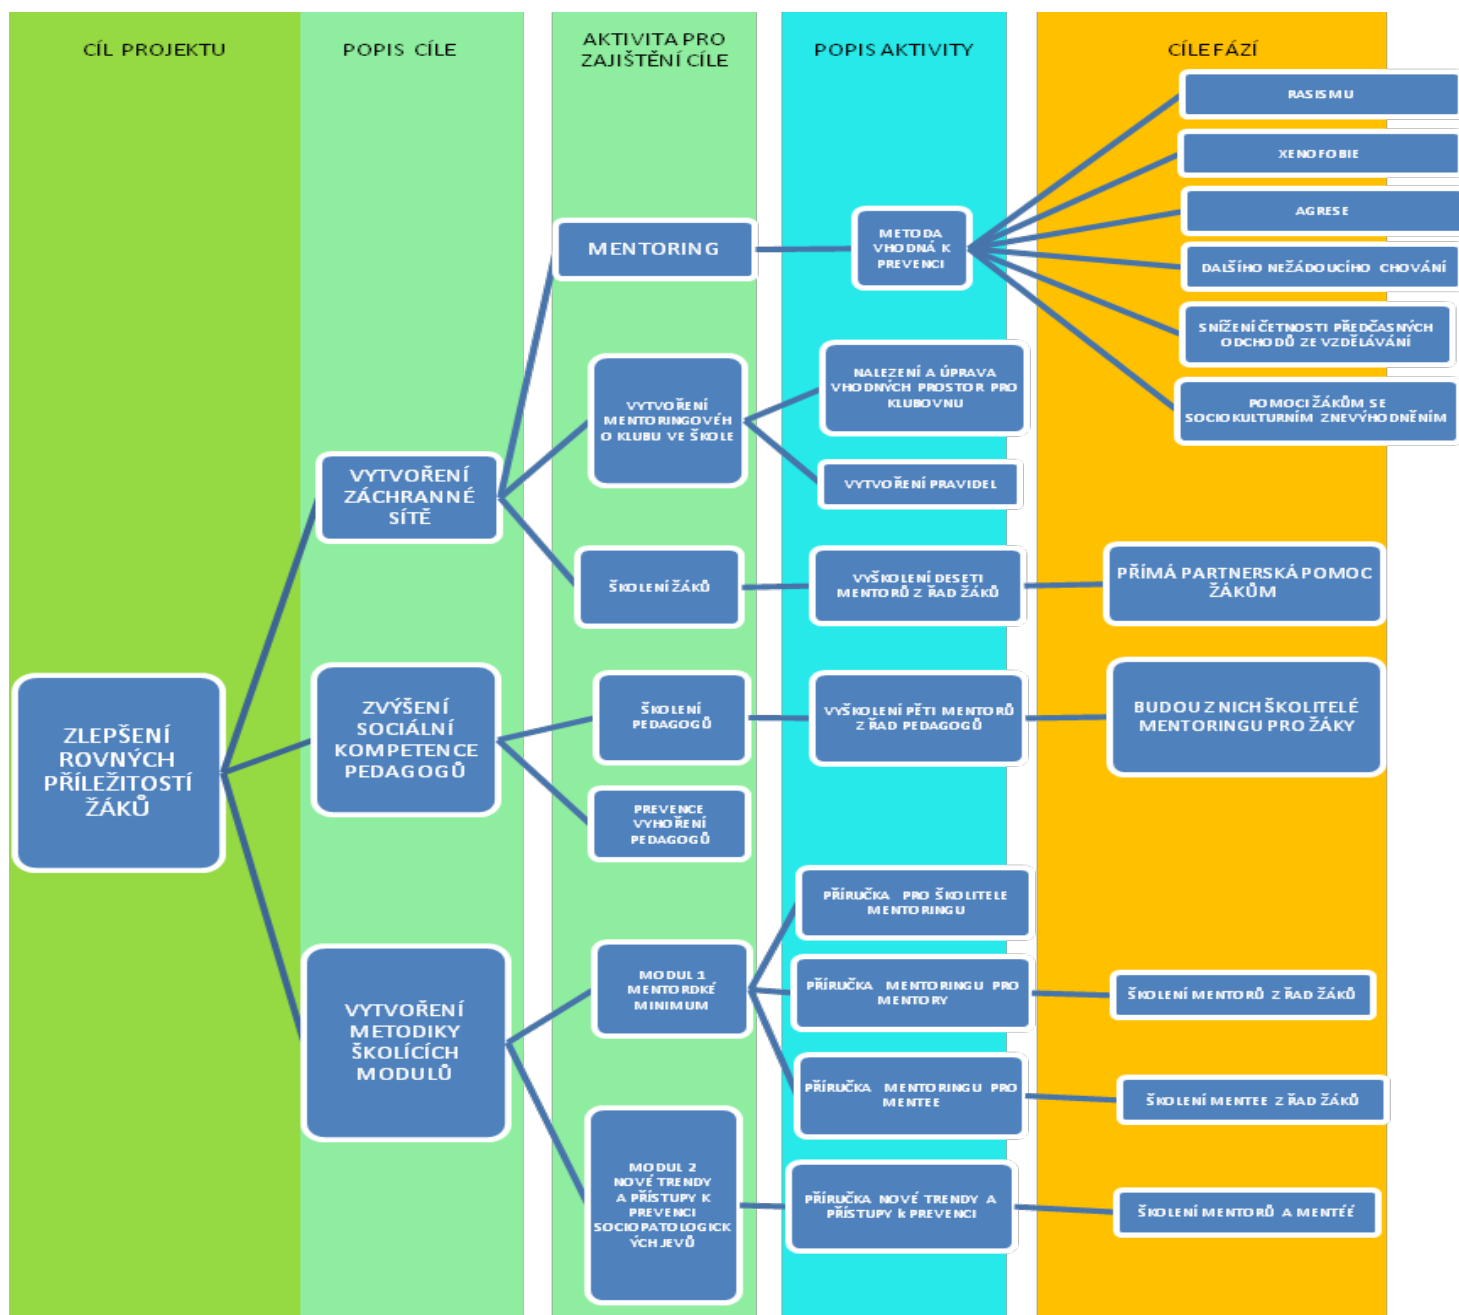 CÍL PROJEKTU
POPIS CÍLE
AKTIVITA PRO
ZAJIŠTĚNÍ CÍLE
POPIS AKTIVITY
CÍLE FÁZÍ
ZLEPŠENÍ
ROVNÝCH
PŘÍLEŽITOSTÍ
ŽÁKŮ
VYTVOŘENÍ
ZÁCHRANNÉ
SÍTĚ
MENTORING
METODA
VHODNÁ K
PREVENCI
RASISMU
XENOFOBIE
AGRESE
DALŠÍHO NEŽÁDOUCÍHO CHOVÁNÍ
SNÍŽENÍ ČETNOSTI PŘEDČASNÝCH
ODCHODŮ ZE VZDĚLÁVÁNÍ
POMOCI ŽÁKŮM SE
SOCIOKULTURNÍM ZNEVÝHODNĚNÍM
VYTVOŘENÍ
MENTORINGOVÉH
O KLUBU VE ŠKOLE
NALEZENÍ A ÚPRAVA
VHODNÝCH PROSTOR PRO
KLUBOVNU
VYTVOŘENÍ PRAVIDEL
ŠKOLENÍ ŽÁKŮ
VYŠKOLENÍ DESETI
MENTORŮ Z ŘAD ŽÁKŮ
PŘÍMÁ PARTNERSKÁ POMOC
ŽÁKŮM
ZVÝŠENÍ
SOCIÁLNÍ
KOMPETENCE
PEDAGOGŮ
ŠKOLENÍ
PEDAGOGŮ
VYŠKOLENÍ PĚTI MENTORŮ
Z ŘAD PEDAGOGŮ
BUDOU Z NICH ŠKOLITELÉ
MENTORINGU PRO ŽÁKY
PREVENCE
VYHOŘENÍ
PEDAGOGŮ
VYTVOŘENÍ
METODIKY
ŠKOLÍCÍCH
MODULŮ
MODUL 1
MENTORDKÉ
MINIMUM
PŘÍRUČKA PRO ŠKOLITELE
MENTORINGU
PŘÍRUČKA MENTORINGU PRO
MENTORY
ŠKOLENÍ MENTORŮ Z ŘAD ŽÁKŮ
PŘÍRUČKA MENTORINGU PRO
MENTEE
ŠKOLENÍ MENTEE Z ŘAD ŽÁKŮ
MODUL 2
NOVÉ TRENDY
A PŘÍSTUPY K
PREVENCI
SOCIOPATOLOGICK
ÝCH JEVŮ
PŘÍRUČKA NOVÉ TRENDY A
PŘÍSTUPY k PREVENCI
ŠKOLENÍ MENTORŮ A MENTÉÉ